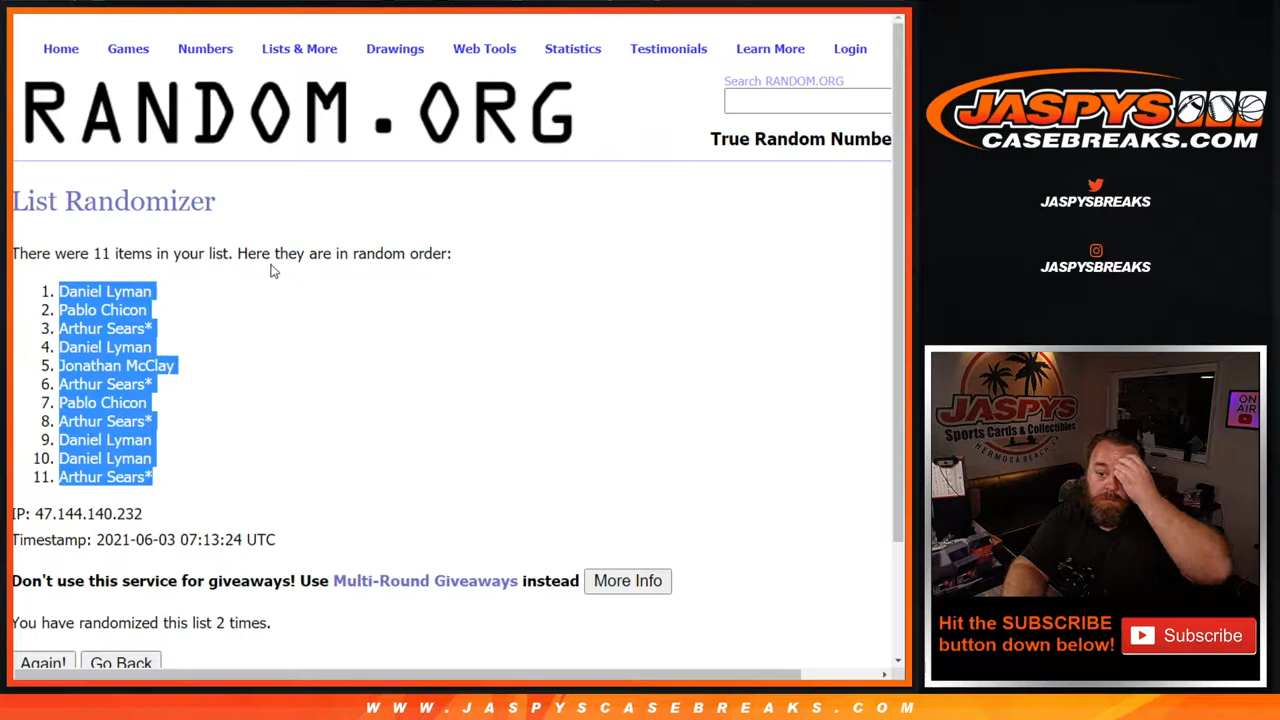 Home Games Numbers Lists & More Drawings Web Tools Statistics Testimonials Learn More Login
RANDOM.ORG
Search RANDOM.ORG
True Random Numbe
List Randomizer
There were 11 items in your list. Here they are in random order:
1. Daniel Lyman
2. Pablo Chicon
3. Arthur Sears*
4. Daniel Lyman
5. Jonathan McClay
6. Arthur Sears*
7. Pablo Chicon
8. Arthur Sears*
9. Daniel Lyman
10. Daniel Lyman
11. Arthur Sears*
IP: 47.144.140.232
Timestamp: 2021-06-03 07:13:24 UTC
Don't use this service for giveaways! Use Multi-Round Giveaways instead More Info
You have randomized this list 2 times.
Again! Go Back
JASPYS
CASEBREAKS.COM
JASPYSBREAKS
JASPYSBREAKS
JASPYS
Sports Cards & Collectibles
HERMOSA BEACH, CA
ON
AIR
Hit the SUBSCRIBE
button down below!
Subscribe
WWW.JASPYSCASEBREAKS.COM